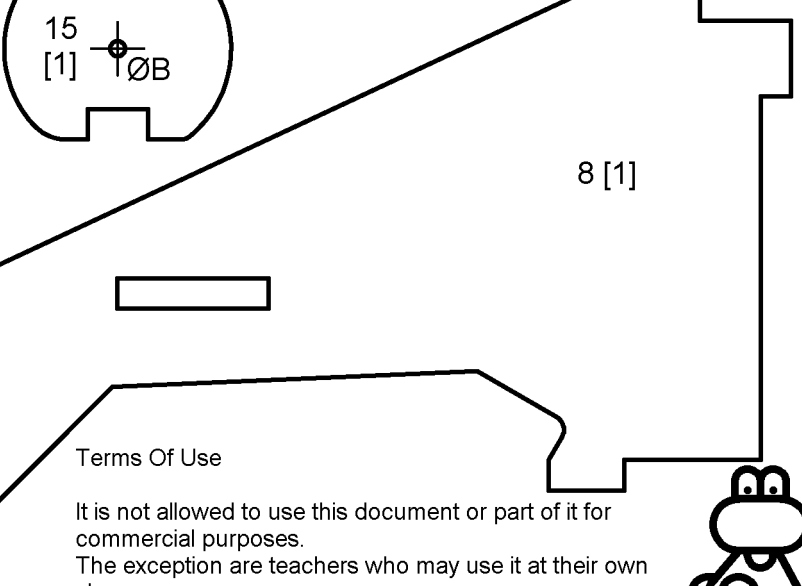 15
[1]
ØB
8 [1]
Terms Of Use
It is not allowed to use this document or part of it for
commercial purposes.
The exception are teachers who may use it at their own